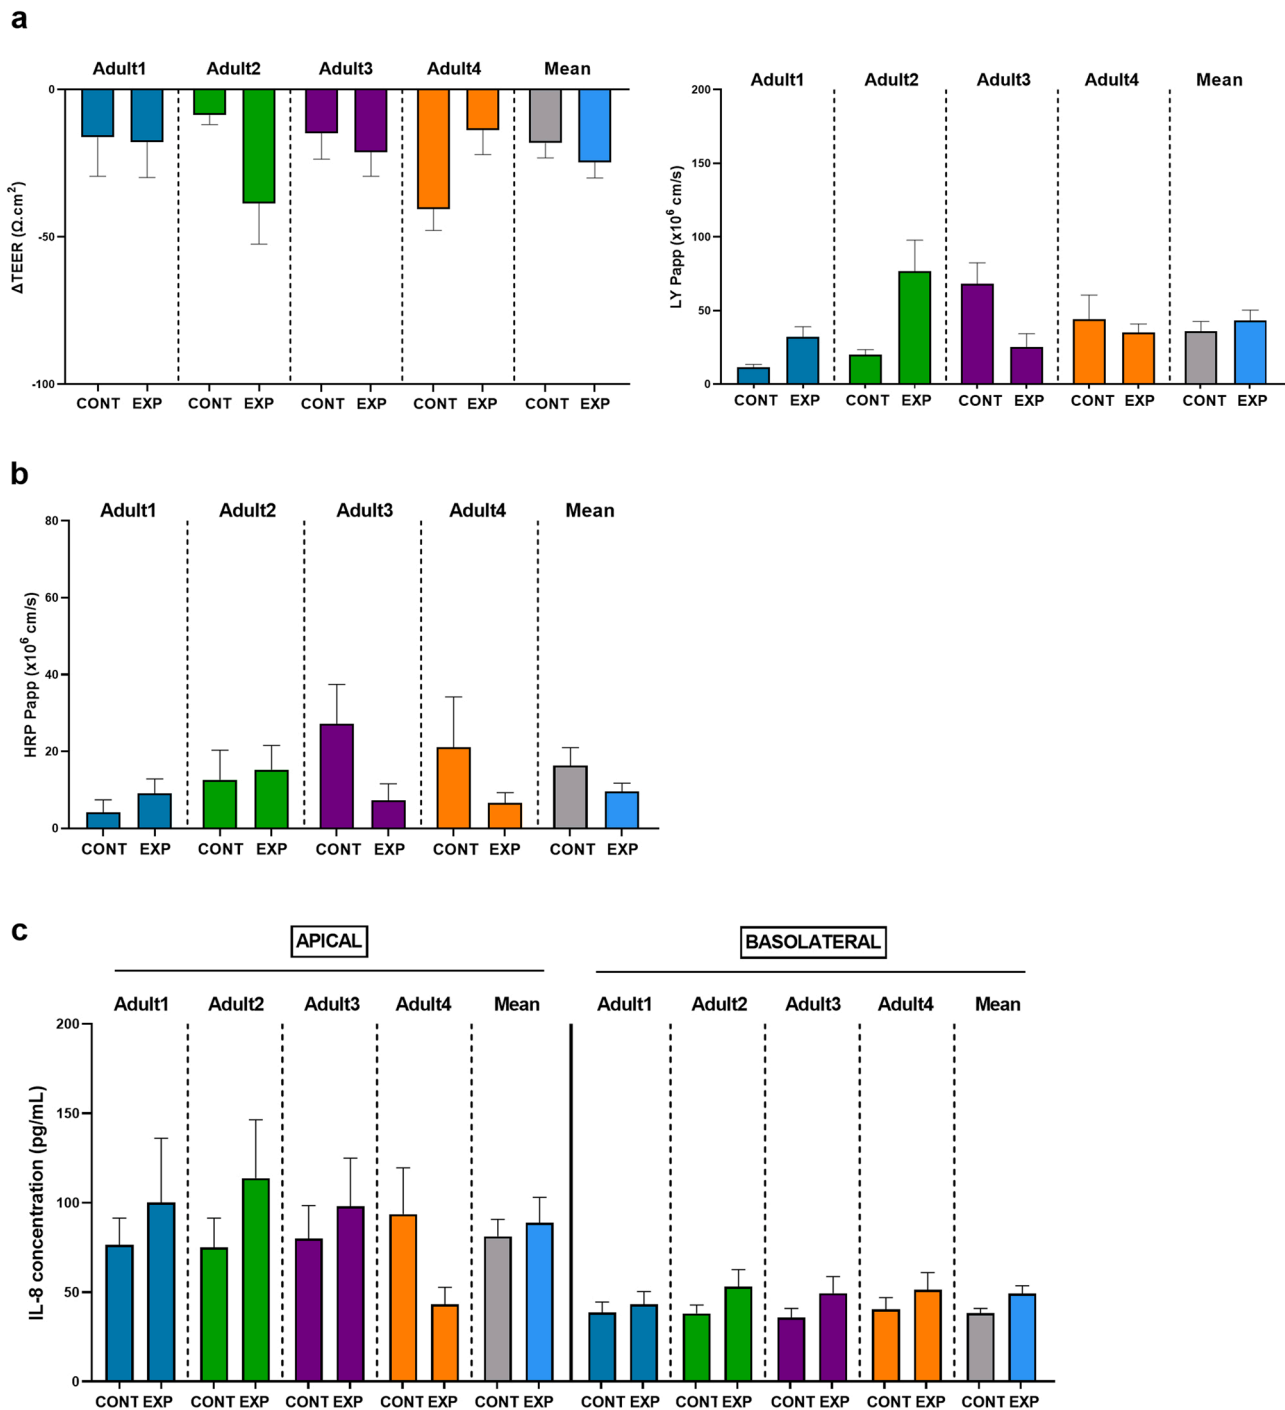 a
Adult1 Adult2 Adult3 Adult4 Mean
0
-50
-100
ΔTEER (Ω.cm²)
CONT EXP CONT EXP CONT EXP CONT EXP CONT EXP
Adult1 Adult2 Adult3 Adult4 Mean
200
150
100
50
0
LY Papp (x10⁶ cm/s)
CONT EXP CONT EXP CONT EXP CONT EXP CONT EXP
b
Adult1 Adult2 Adult3 Adult4 Mean
80
60
40
20
0
HRP Papp (x10⁶ cm/s)
CONT EXP CONT EXP CONT EXP CONT EXP CONT EXP
c
APICAL BASOLATERAL
Adult1 Adult2 Adult3 Adult4 Mean Adult1 Adult2 Adult3 Adult4 Mean
200
150
100
50
0
IL-8 concentration (pg/mL)
CONT EXP CONT EXP CONT EXP CONT EXP CONT EXP CONT EXP CONT EXP CONT EXP CONT EXP CONT EXP